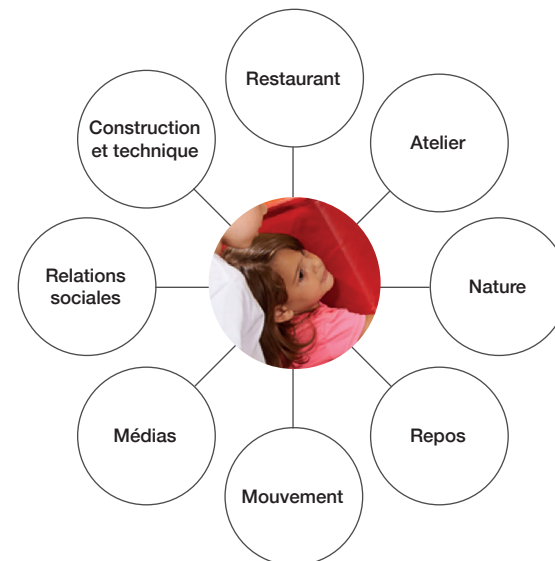 Restaurant
Construction
et technique
Atelier
Relations
sociales
Nature
Médias
Repos
Mouvement